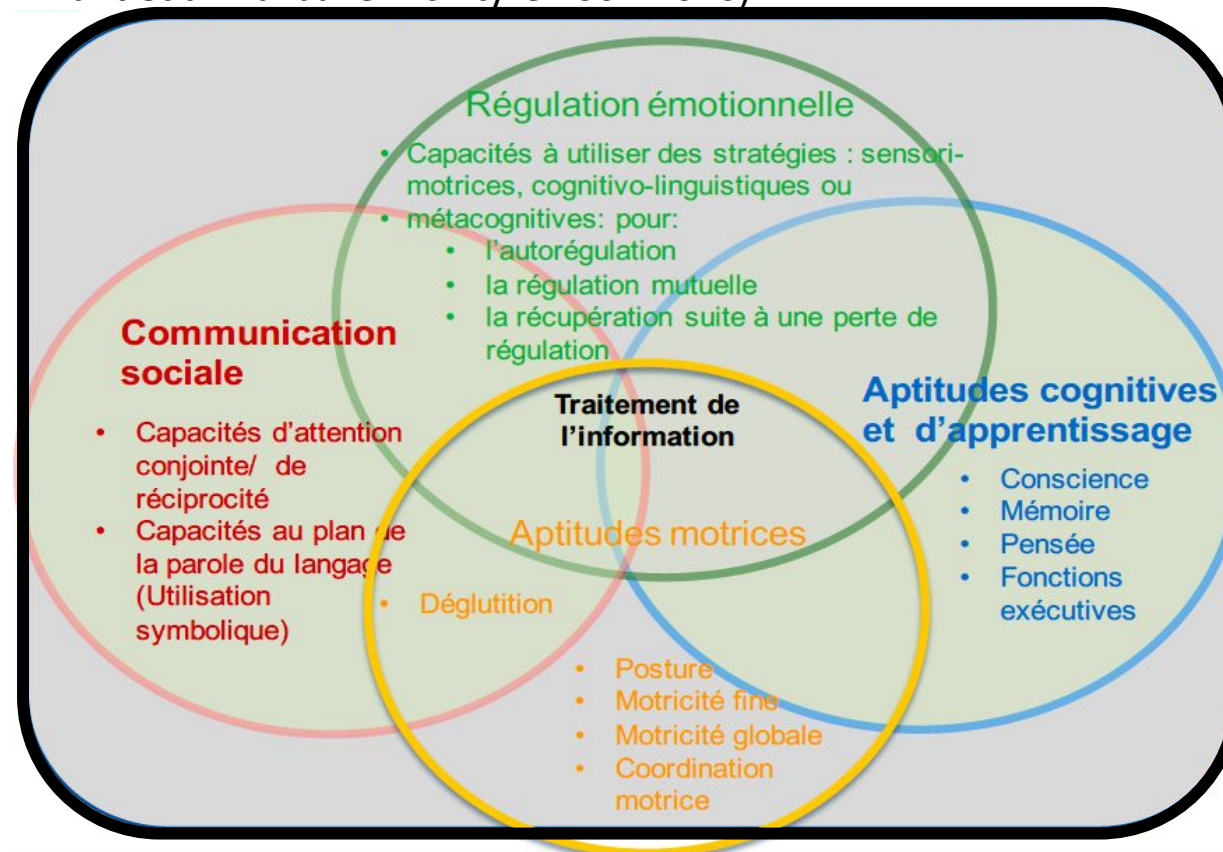 Régulation émotionnelle
• Capacités à utiliser des stratégies : sensori-
motrices, cognitivo-linguistiques ou
• métacognitives: pour:
• l'autorégulation
• la régulation mutuelle
• la récupération suite à une perte de
régulation
Communication
sociale
• Capacités d'attention
conjointe/ de
réciprocité
• Capacités au plan de
la parole du langage
(Utilisation
symbolique)
Traitement de
l'information
Aptitudes motrices
• Déglutition
• Posture
• Motricité fine
• Motricité globale
• Coordination
motrice
Aptitudes cognitives
et d'apprentissage
• Conscience
• Mémoire
• Pensée
• Fonctions
exécutives